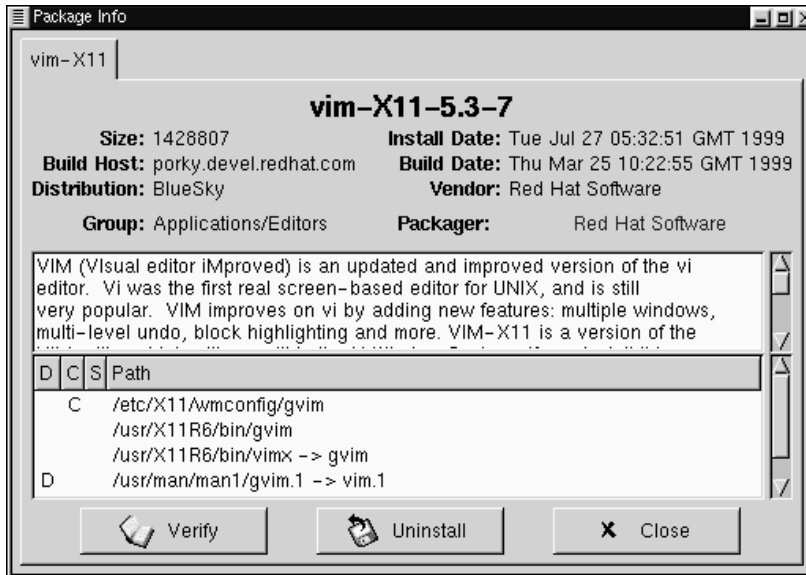 Package Info
vim-X11
vim-X11-5.3-7
Size: 1428807 Install Date: Tue Jul 27 05:32:51 GMT 1999
Build Host: porky.devel.redhat.com Build Date: Thu Mar 25 10:22:55 GMT 1999
Distribution: BlueSky Vendor: Red Hat Software
Group: Applications/Editors Packager: Red Hat Software
VIM (VIsual editor iMproved) is an updated and improved version of the vi
editor. Vi was the first real screen-based editor for UNIX, and is still
very popular. VIM improves on vi by adding new features: multiple windows,
multi-level undo, block highlighting and more. VIM-X11 is a version of the
D C S Path
C /etc/X11/wmconfig/gvim
/usr/X11R6/bin/gvim
/usr/X11R6/bin/vimx -> gvim
D /usr/man/man1/gvim.1 -> vim.1
Verify Uninstall Close